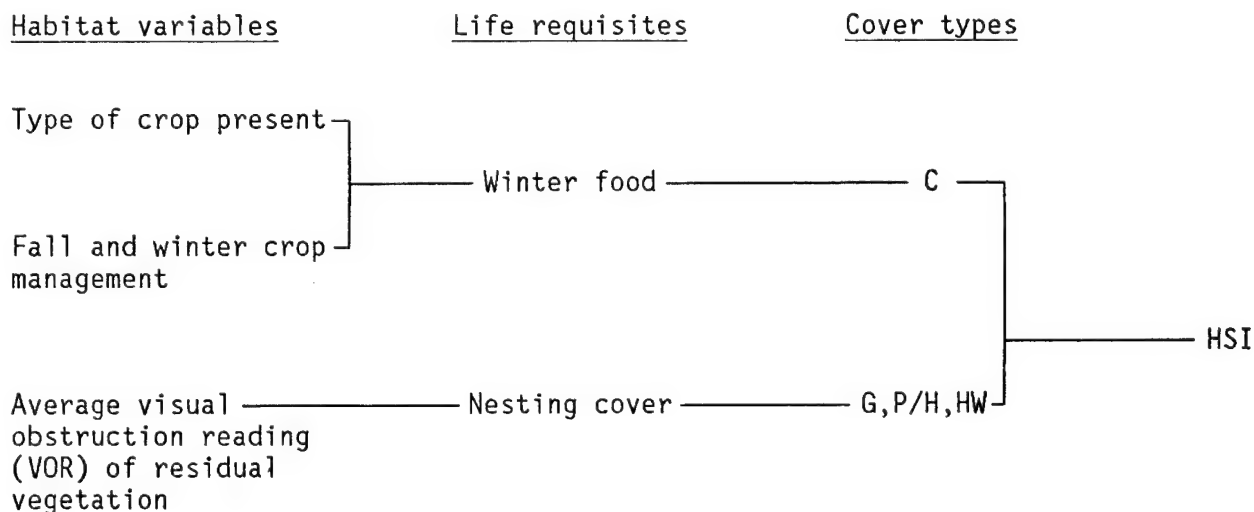 Habitat variables Life requisites Cover types
Type of crop present
Winter food C
Fall and winter crop
management
HSI
Average visual Nesting cover G,P/H,HW
obstruction reading
(VOR) of residual
vegetation